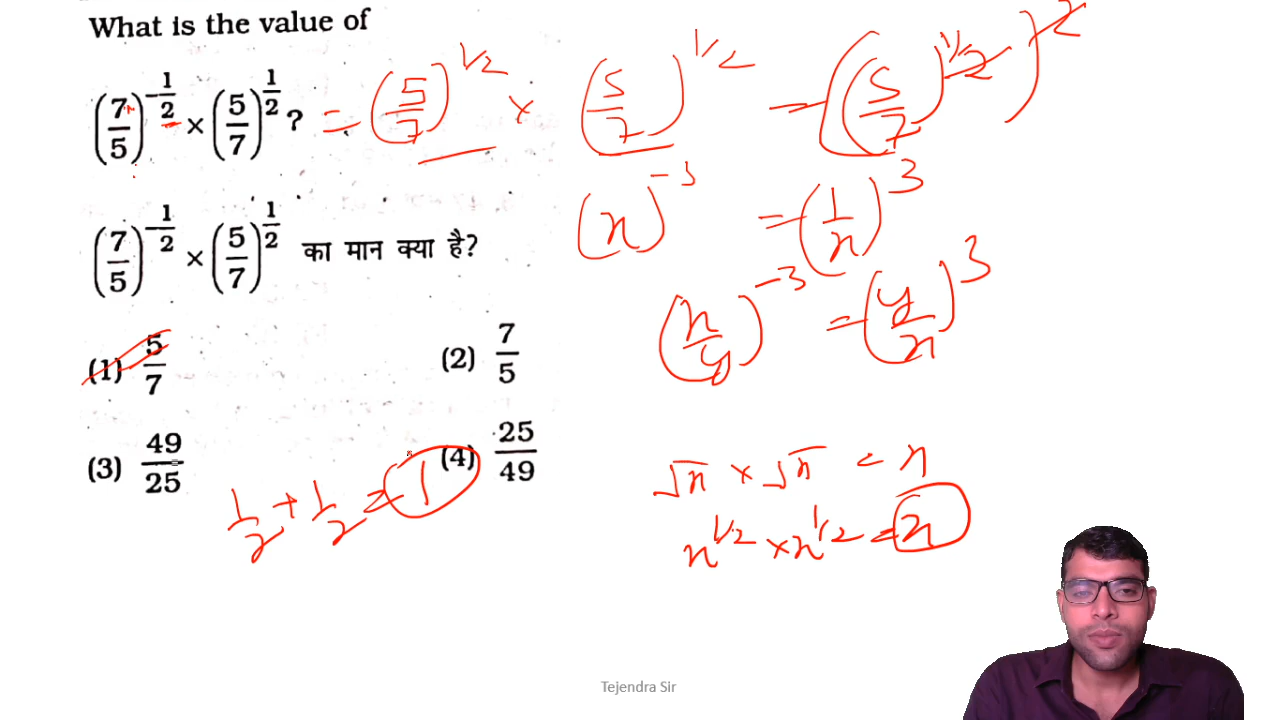 What is the value of
(7/5)^{-1/2} × (5/7)^{1/2} ? = (5/7)^{1/2} × (5/7)^{1/2} = ((5/7)^{1/2})^2
(x)^{-3} = (1/x)^3
(7/5)^{-1/2} × (5/7)^{1/2} का मान क्या है?
(x/y)^{-3} = (y/x)^3
(1) 5/7
(2) 7/5
(3) 49/25
(4) 25/49
1/2 + 1/2 = 1
√x × √x = x
x^{1/2} × x^{1/2} = x
Tejendra Sir